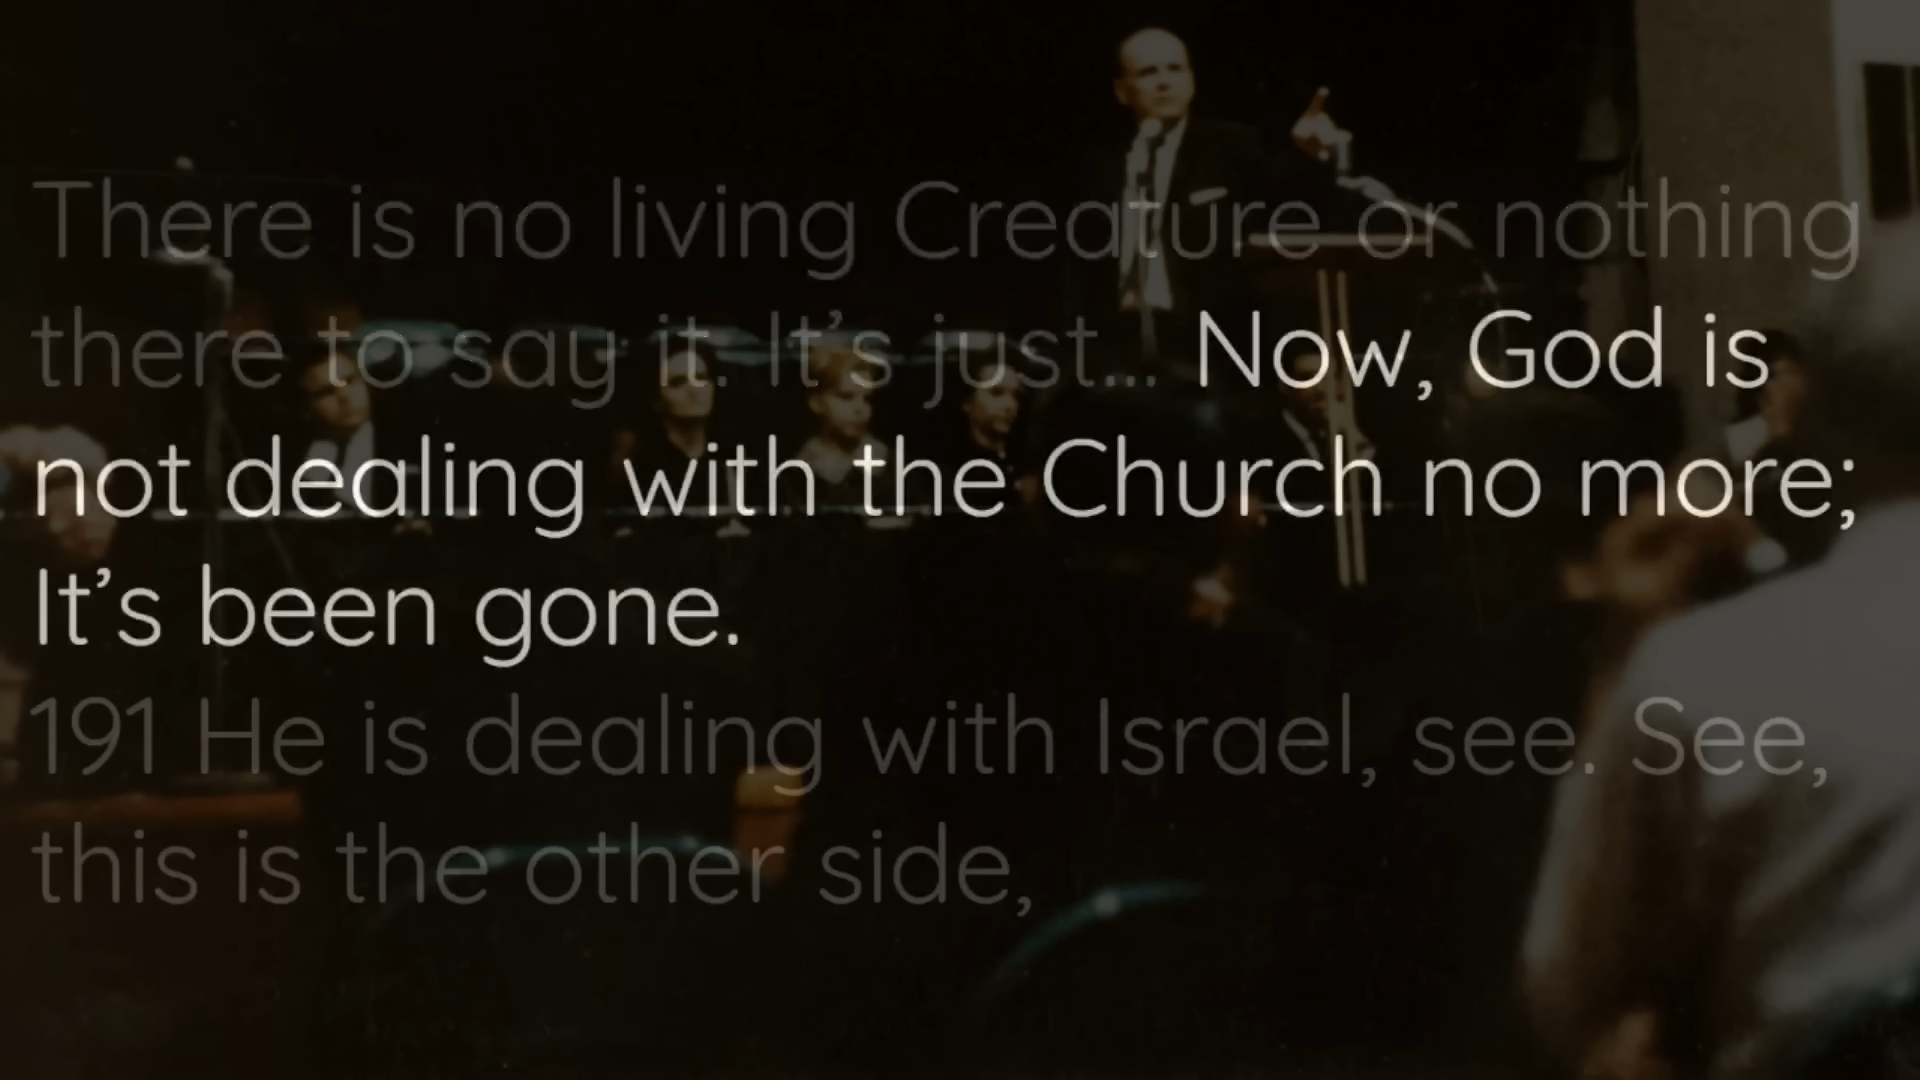 There is no living Creature or nothing
there to say it. It's just... Now, God is
not dealing with the Church no more;
It's been gone.
191 He is dealing with Israel, see. See,
this is the other side,